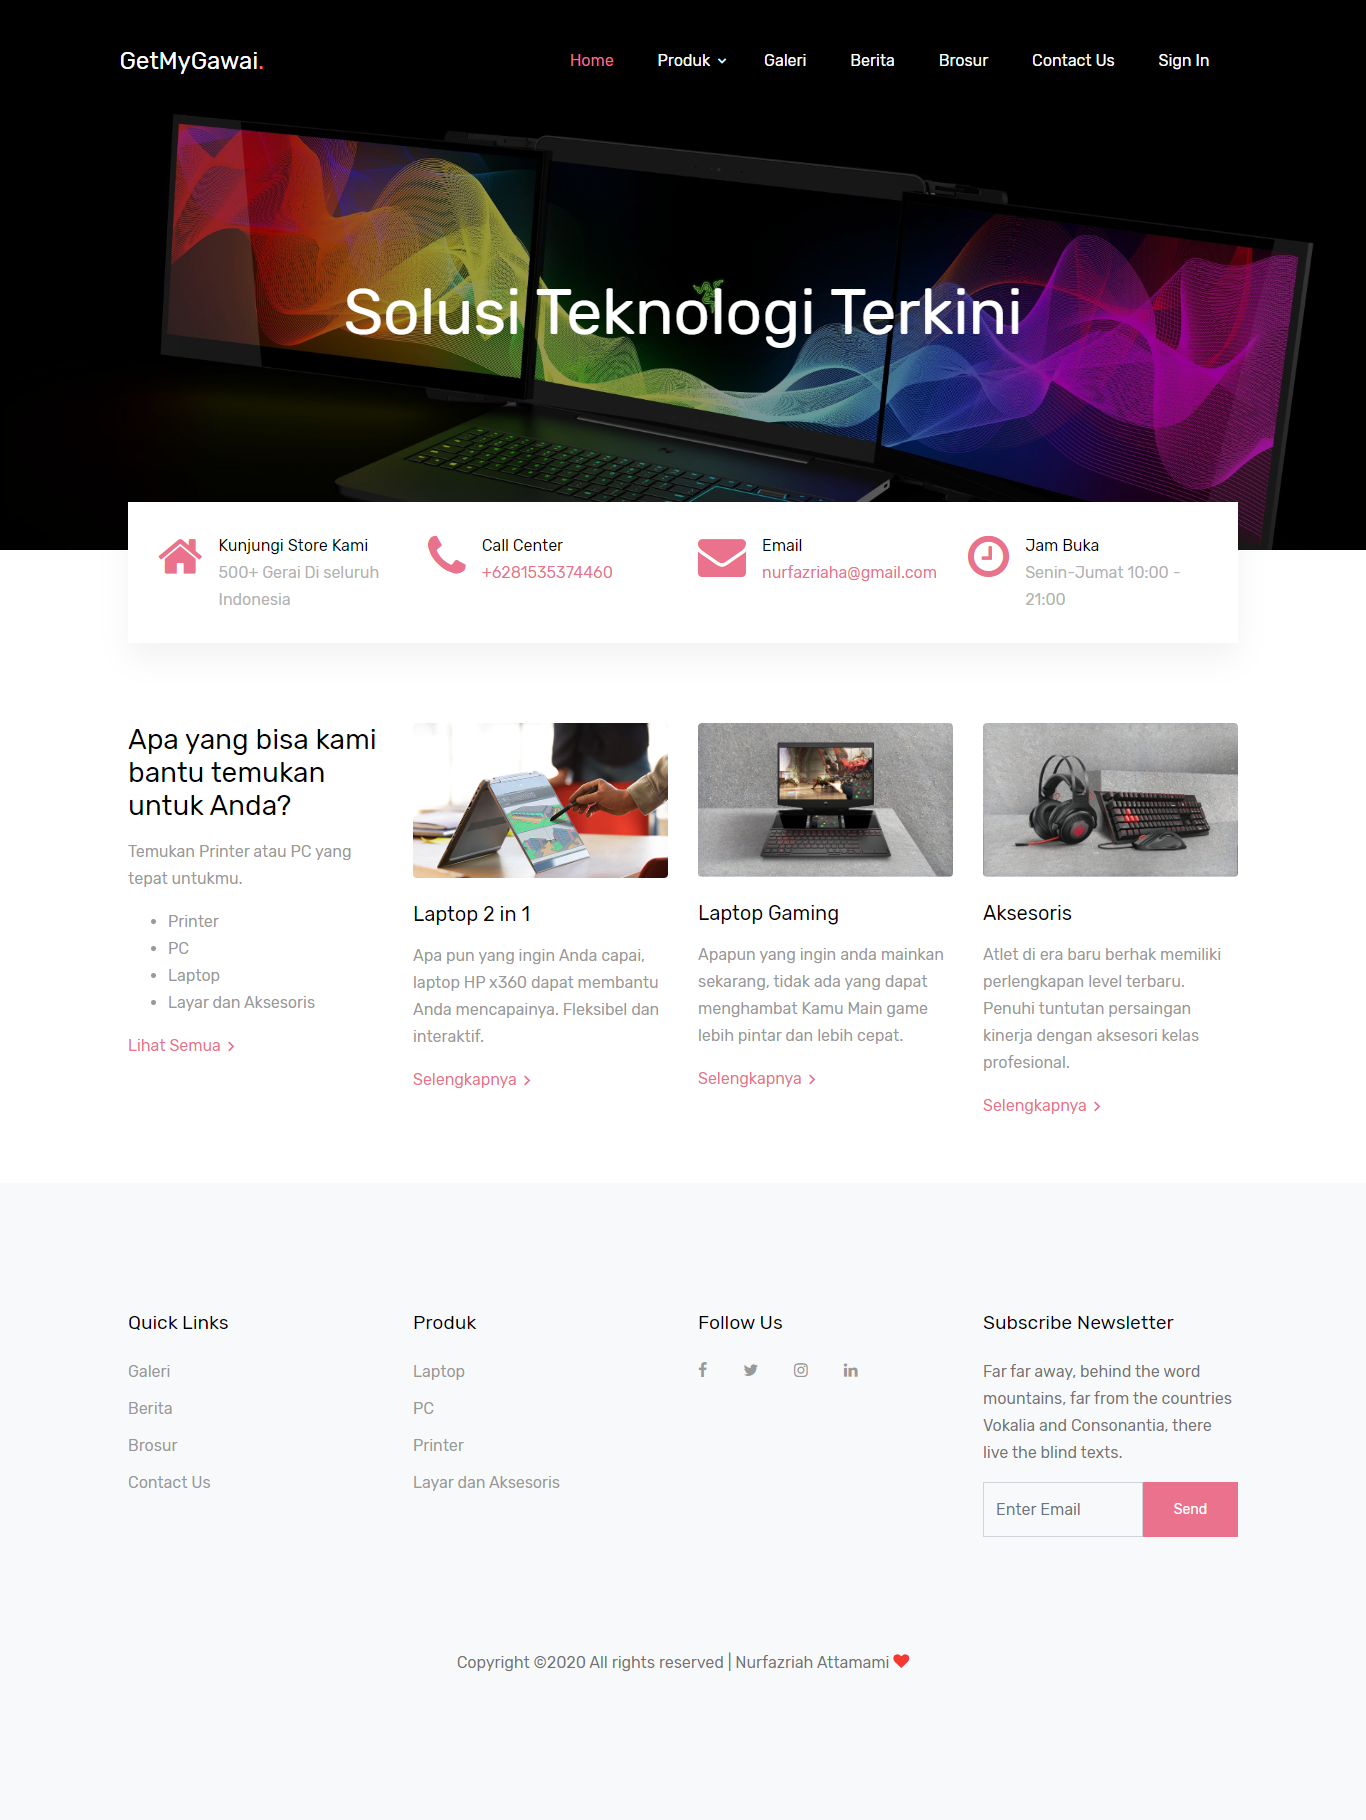 GetMyGawai.
Home
Produk
Galeri
Berita
Brosur
Contact Us
Sign In
Solusi Teknologi Terkini
Kunjungi Store Kami
500+ Gerai Di seluruh
Indonesia
Call Center
+6281535374460
Email
nurfazriaha@gmail.com
Jam Buka
Senin-Jumat 10:00 -
21:00
Apa yang bisa kami
bantu temukan
untuk Anda?
Temukan Printer atau PC yang
tepat untukmu.
Printer
PC
Laptop
Layar dan Aksesoris
Lihat Semua
Laptop 2 in 1
Apa pun yang ingin Anda capai,
laptop HP x360 dapat membantu
Anda mencapainya. Fleksibel dan
interaktif.
Selengkapnya
Laptop Gaming
Apapun yang ingin anda mainkan
sekarang, tidak ada yang dapat
menghambat Kamu Main game
lebih pintar dan lebih cepat.
Selengkapnya
Aksesoris
Atlet di era baru berhak memiliki
perlengkapan level terbaru.
Penuhi tuntutan persaingan
kinerja dengan aksesori kelas
profesional.
Selengkapnya
Quick Links
Galeri
Berita
Brosur
Contact Us
Produk
Laptop
PC
Printer
Layar dan Aksesoris
Follow Us
Subscribe Newsletter
Far far away, behind the word
mountains, far from the countries
Vokalia and Consonantia, there
live the blind texts.
Enter Email
Send
Copyright ©2020 All rights reserved | Nurfazriah Attamami